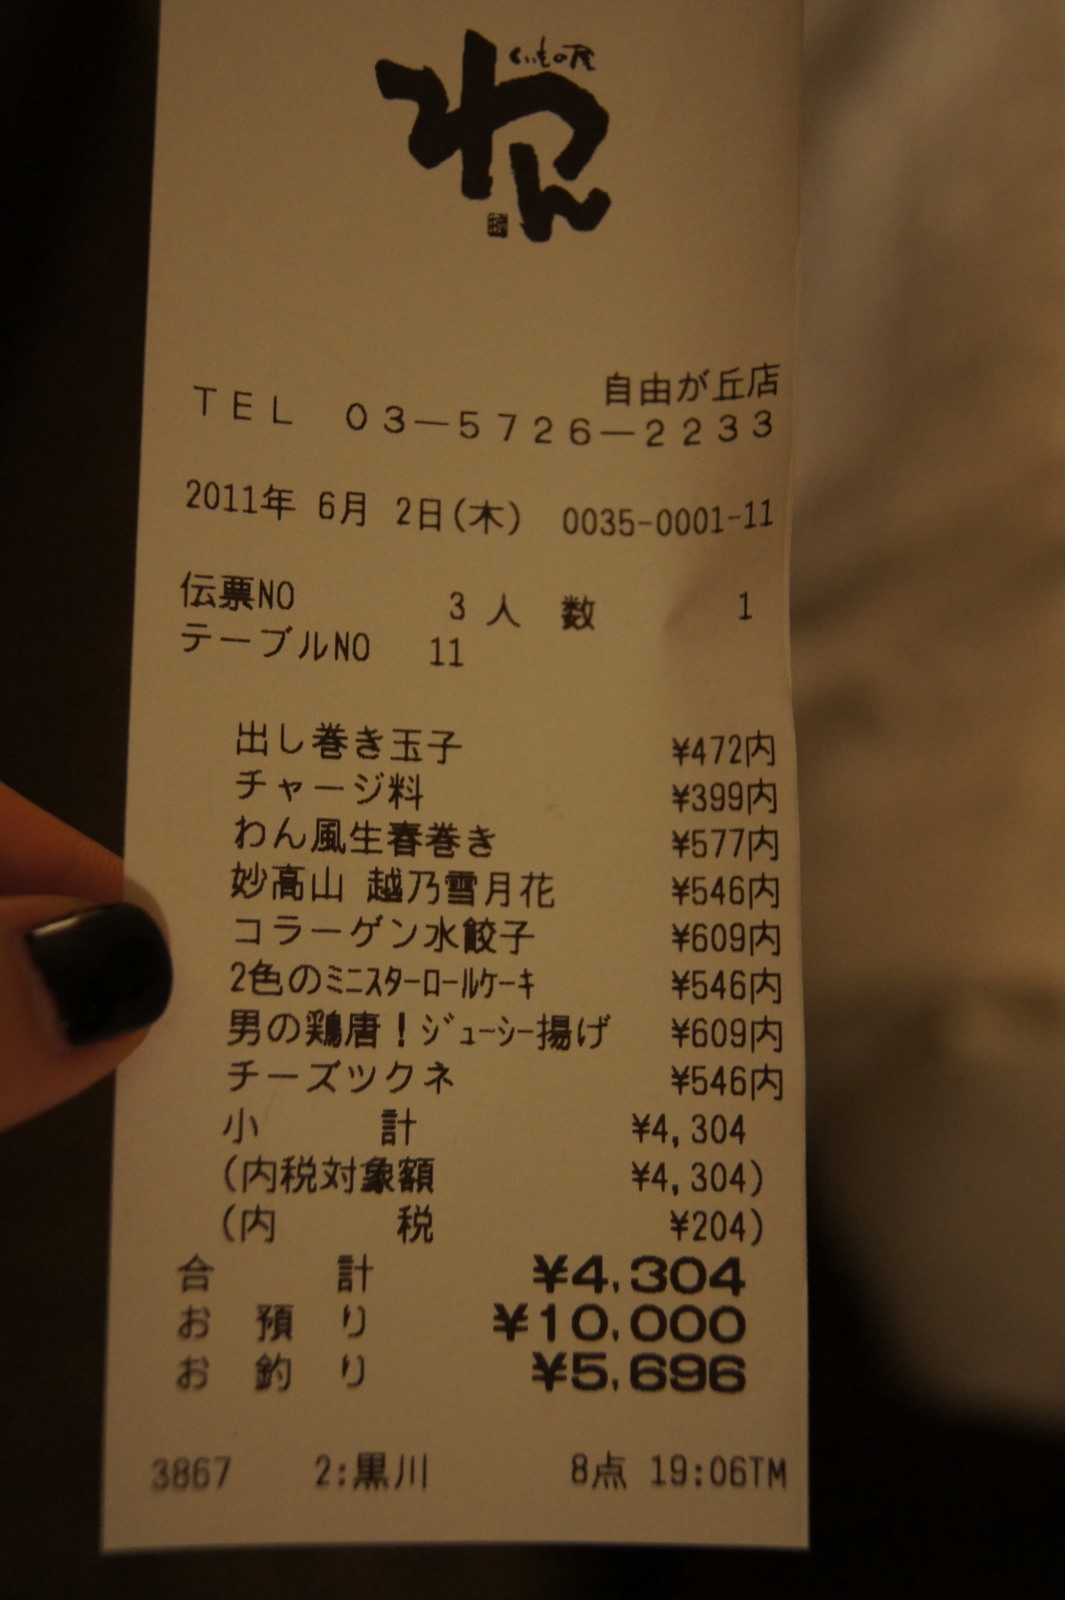 くいもの屋
わん
自由が丘店
TEL 03-5726-2233
2011年 6月 2日(木) 0035-0001-11
伝票NO 3 人 数 1
テーブルNO 11
出し巻き玉子 ¥472内
チャージ料 ¥399内
わん風生春巻き ¥577内
妙高山 越乃雪月花 ¥546内
コラーゲン水餃子 ¥609内
2色のﾐﾆｽﾀｰﾛｰﾙｹｰｷ ¥546内
男の鶏唐！ｼﾞｭｰｼｰ揚げ ¥609内
チーズツクネ ¥546内
小 計 ¥4,304
(内税対象額 ¥4,304)
(内 税 ¥204)
合 計 ¥4,304
お 預 り ¥10,000
お 釣 り ¥5,696
3867 2:黒川 8点 19:06TM